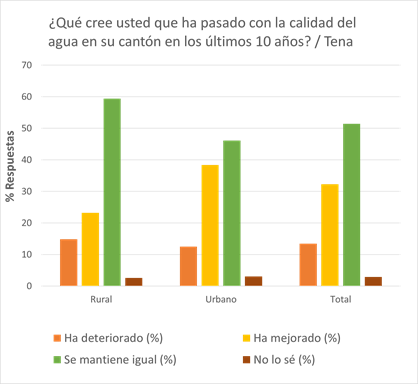 ¿Qué cree usted que ha pasado con la calidad del
agua en su cantón en los últimos 10 años? / Tena
70
60
50
40
30
20
10
0
% Respuestas
Rural
Urbano
Total
Ha deteriorado (%)
Ha mejorado (%)
Se mantiene igual (%)
No lo sé (%)